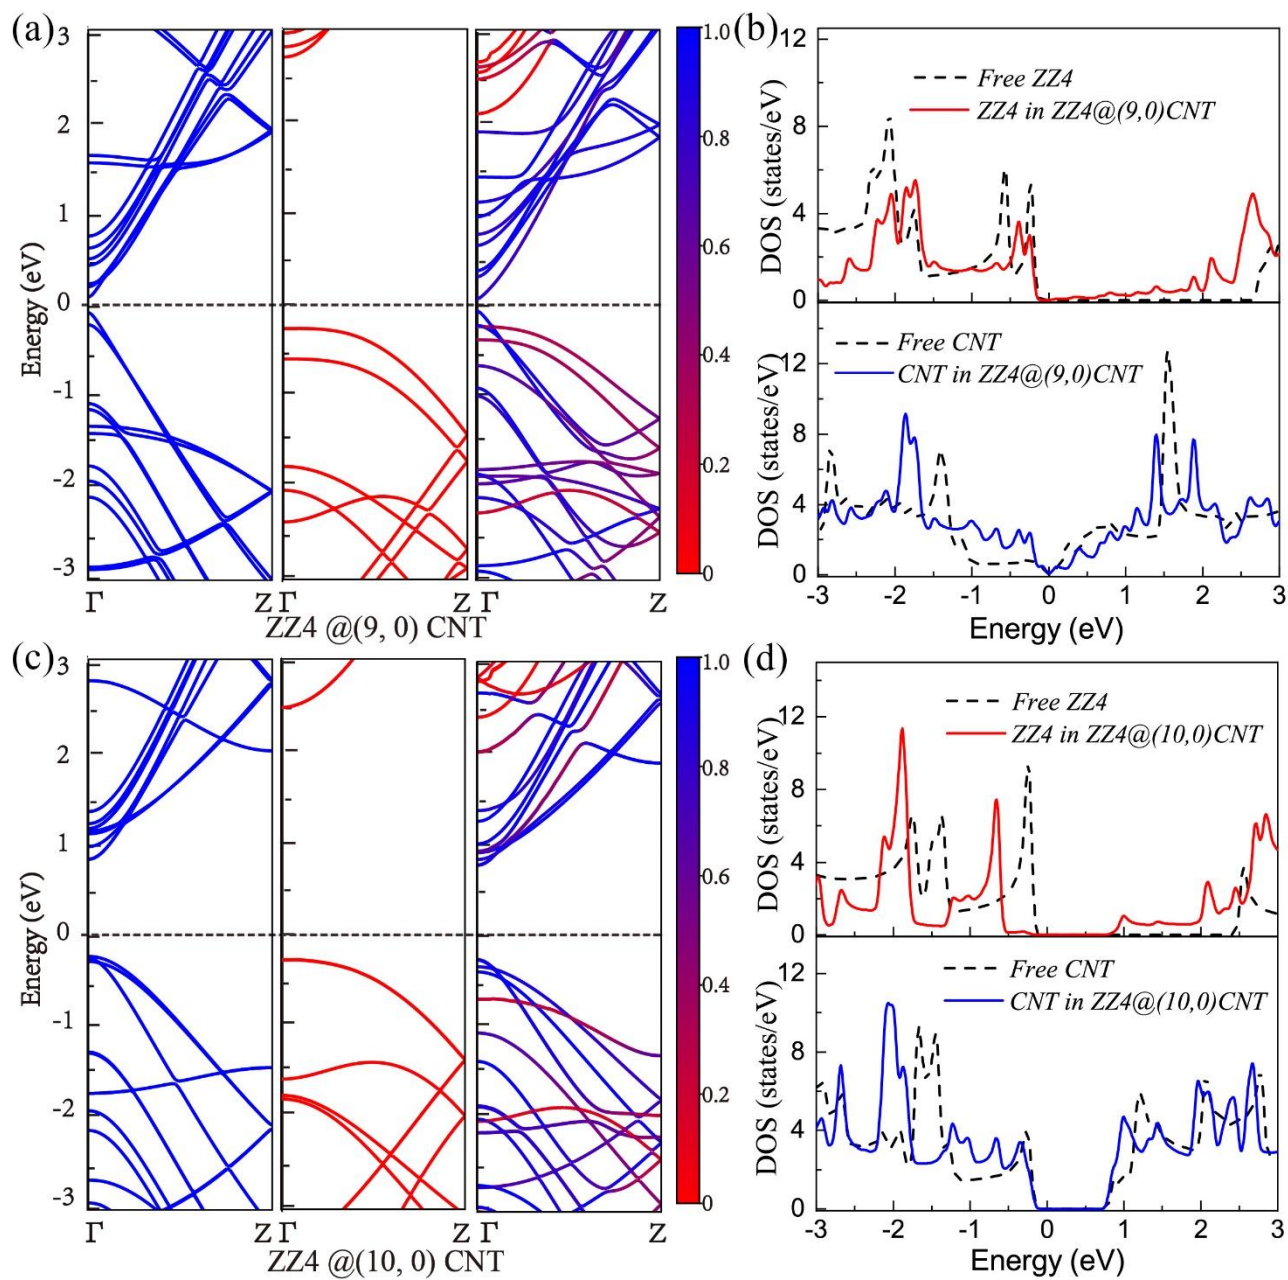 (a)
Energy (eV)
3
2
1
0
-1
-2
-3
Γ
Z
Γ
Z
Γ
Z
1.0
0.8
0.6
0.4
0.2
0
ZZ4 @(9, 0) CNT
(b)
DOS (states/eV)
12
8
4
0
Free ZZ4
ZZ4 in ZZ4@(9,0)CNT
DOS (states/eV)
12
8
4
0
Free CNT
CNT in ZZ4@(9,0)CNT
-3 -2 -1 0 1 2 3
Energy (eV)
(c)
Energy (eV)
3
2
1
0
-1
-2
-3
Γ
Z
Γ
Z
Γ
Z
1.0
0.8
0.6
0.4
0.2
0
ZZ4 @(10, 0) CNT
(d)
DOS (states/eV)
12
8
4
0
Free ZZ4
ZZ4 in ZZ4@(10,0)CNT
DOS (states/eV)
12
8
4
0
Free CNT
CNT in ZZ4@(10,0)CNT
-3 -2 -1 0 1 2 3
Energy (eV)